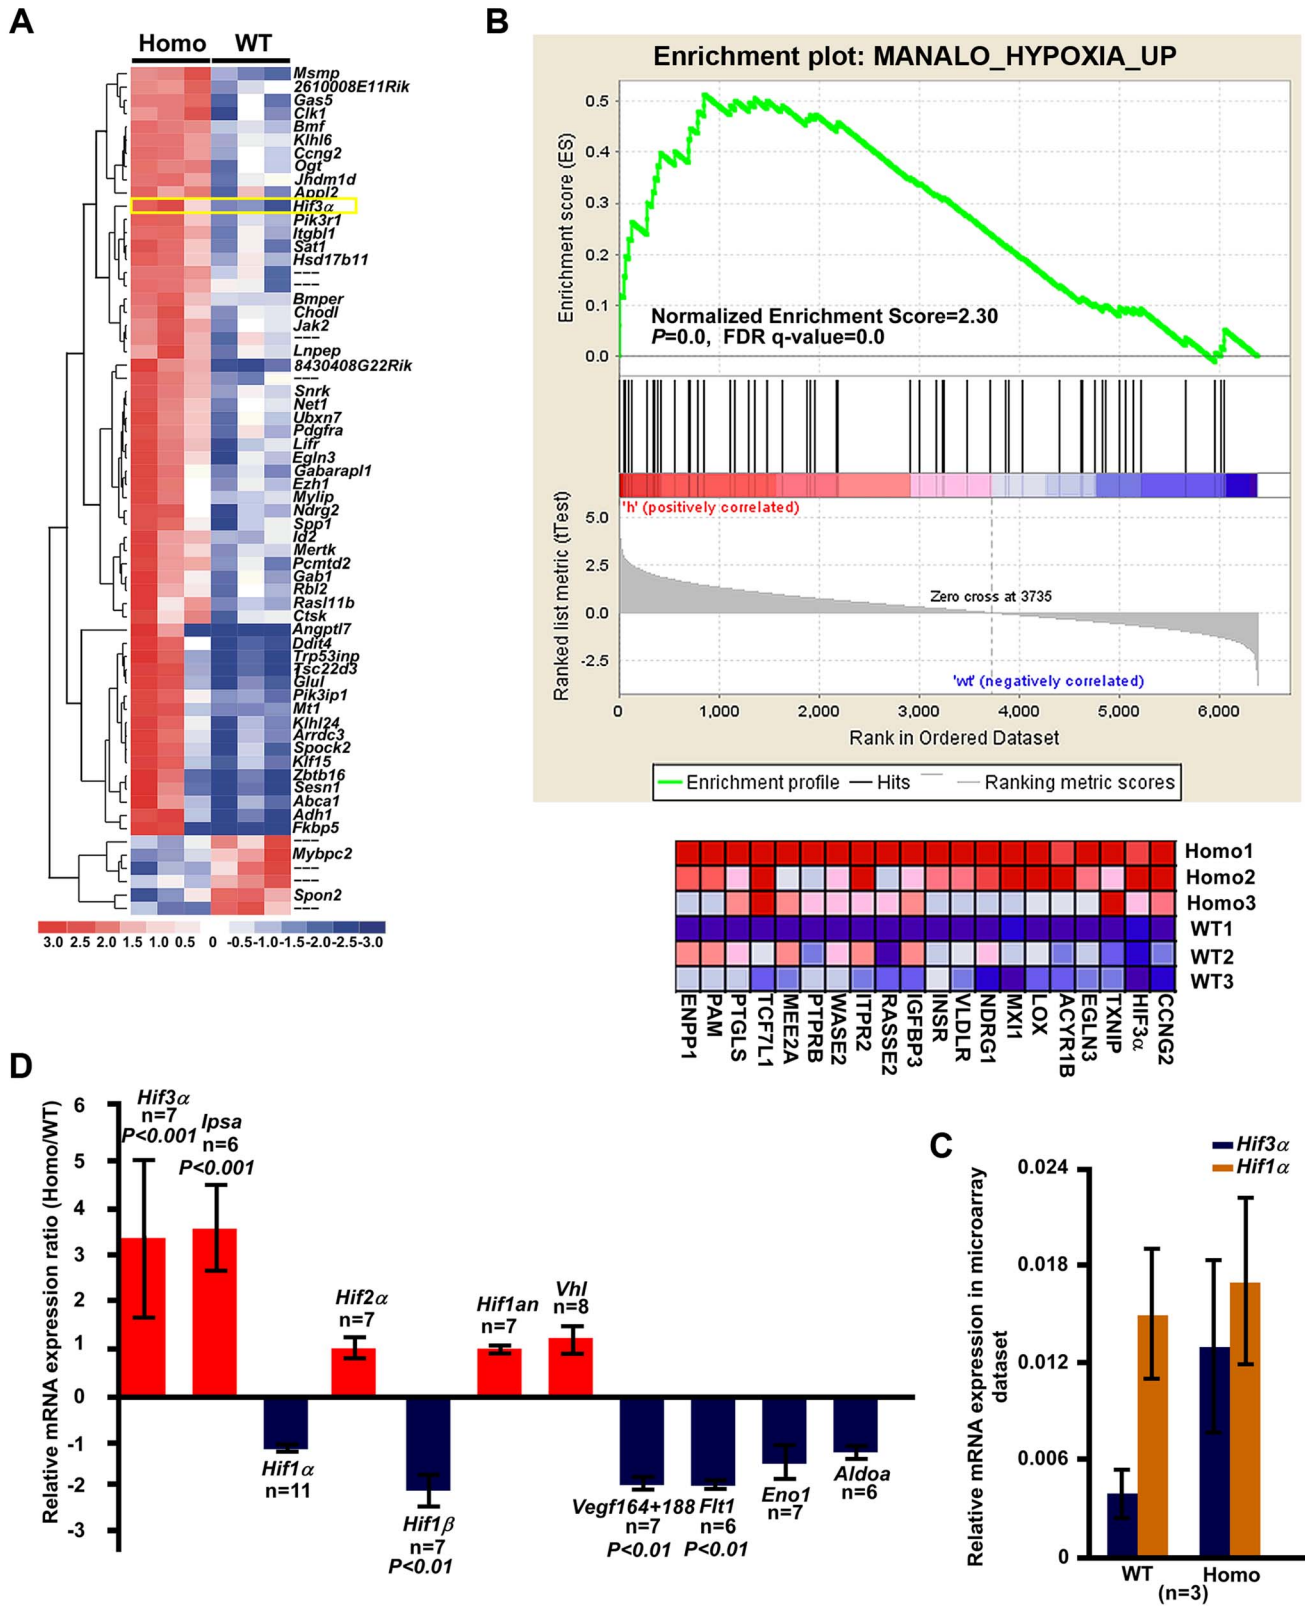 A
Homo WT
Msmp
2610008E11Rik
Gas5
Clk1
Bmf
Klhl6
Ccng2
Ogt
Jhdm1d
Appl2
Hif3α
Pik3r1
Itgbl1
Sat1
Hsd17b11
---
---
Bmper
Chodl
Jak2
---
Lnpep
8430408G22Rik
---
Snrk
Net1
Ubxn7
Pdgfra
Lifr
Egln3
Gabarapl1
Ezh1
Mylip
Ndrg2
Spp1
Id2
Mertk
Pcmtd2
Gab1
Rbl2
Rasl11b
Ctsk
Angptl7
Ddit4
Trp53inp
Tsc22d3
Glul
Pik3ip1
Mt1
Klhl24
Arrdc3
Spock2
Klf15
Zbtb16
Sesn1
Abca1
Adh1
Fkbp5
---
Mybpc2
---
---
Spon2
---
3.0 2.5 2.0 1.5 1.0 0.5 0 -0.5 -1.0 -1.5 -2.0 -2.5 -3.0
B
Enrichment plot: MANALO_HYPOXIA_UP
Enrichment score (ES)
0.5
0.4
0.3
0.2
0.1
0.0
Normalized Enrichment Score=2.30
P=0.0, FDR q-value=0.0
'h' (positively correlated)
Ranked list metric (tTest)
5.0
2.5
0.0
-2.5
Zero cross at 3735
'wt' (negatively correlated)
0 1,000 2,000 3,000 4,000 5,000 6,000
Rank in Ordered Dataset
Enrichment profile Hits Ranking metric scores
Homo1
Homo2
Homo3
WT1
WT2
WT3
ENPP1
PAM
PTGLS
TCF7L1
MEE2A
PTPRB
WASE2
ITPR2
RASSE2
IGFBP3
INSR
VLDLR
NDRG1
MXI1
LOX
ACYR1B
EGLN3
TXNIP
HIF3α
CCNG2
D
Relative mRNA expression ratio (Homo/WT)
6
5
4
3
2
1
0
-1
-2
-3
Hif3α
n=7
P<0.001
Ipsa
n=6
P<0.001
Hif1α
n=11
Hif2α
n=7
Hif1β
n=7
P<0.01
Hif1an
n=7
Vhl
n=8
Vegf164+188
n=7
P<0.01
Flt1
n=6
P<0.01
Eno1
n=7
Aldoa
n=6
C
Hif3α
Hif1α
Relative mRNA expression in microarray
dataset
0.024
0.018
0.012
0.006
0
WT Homo
(n=3)